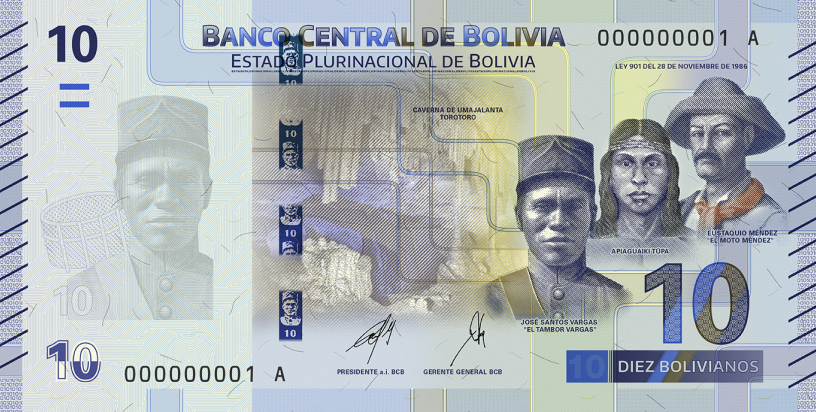 10
BANCO CENTRAL DE BOLIVIA
000000001 A
ESTADO PLURINACIONAL DE BOLIVIA
LEY 901 DEL 28 DE NOVIEMBRE DE 1986
10
CAVERNA DE UMAJALANTA
TOROTORO
10
10
EUSTAQUIO MÉNDEZ
"EL MOTO MÉNDEZ"
APIAGUAIKI TÜPA
10
10
10
JOSÉ SANTOS VARGAS
"EL TAMBOR VARGAS"
10
000000001 A
PRESIDENTE a.i. BCB
GERENTE GENERAL BCB
10
DIEZ BOLIVIANOS